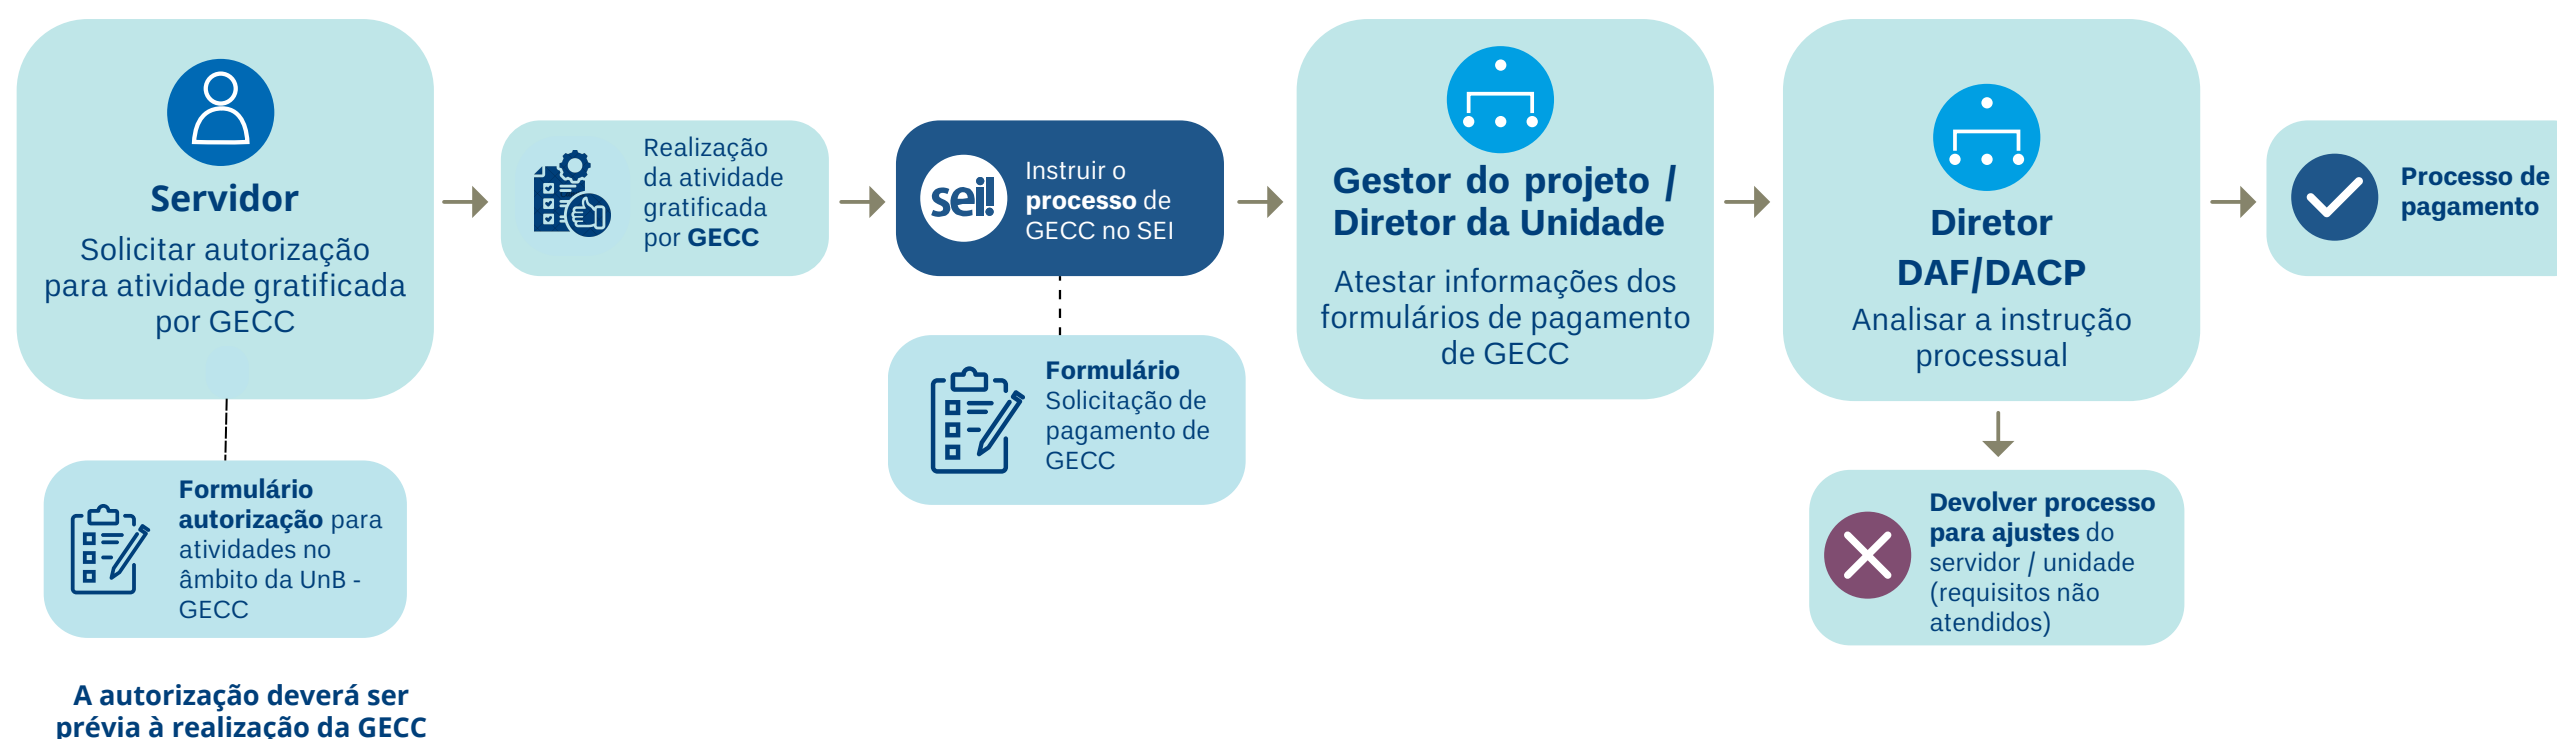 Servidor
Solicitar autorização
para atividade gratificada
por GECC
Formulário
autorização para
atividades no
âmbito da UnB -
GECC
A autorização deverá ser
prévia à realização da GECC
Realização
da atividade
gratificada
por GECC
sei!
Instruir o
processo de
GECC no SEI
Formulário
Solicitação de
pagamento de
GECC
Gestor do projeto /
Diretor da Unidade
Atestar informações dos
formulários de pagamento
de GECC
Diretor
DAF/DACP
Analisar a instrução
processual
Devolver processo
para ajustes do
servidor / unidade
(requisitos não
atendidos)
Processo de
pagamento